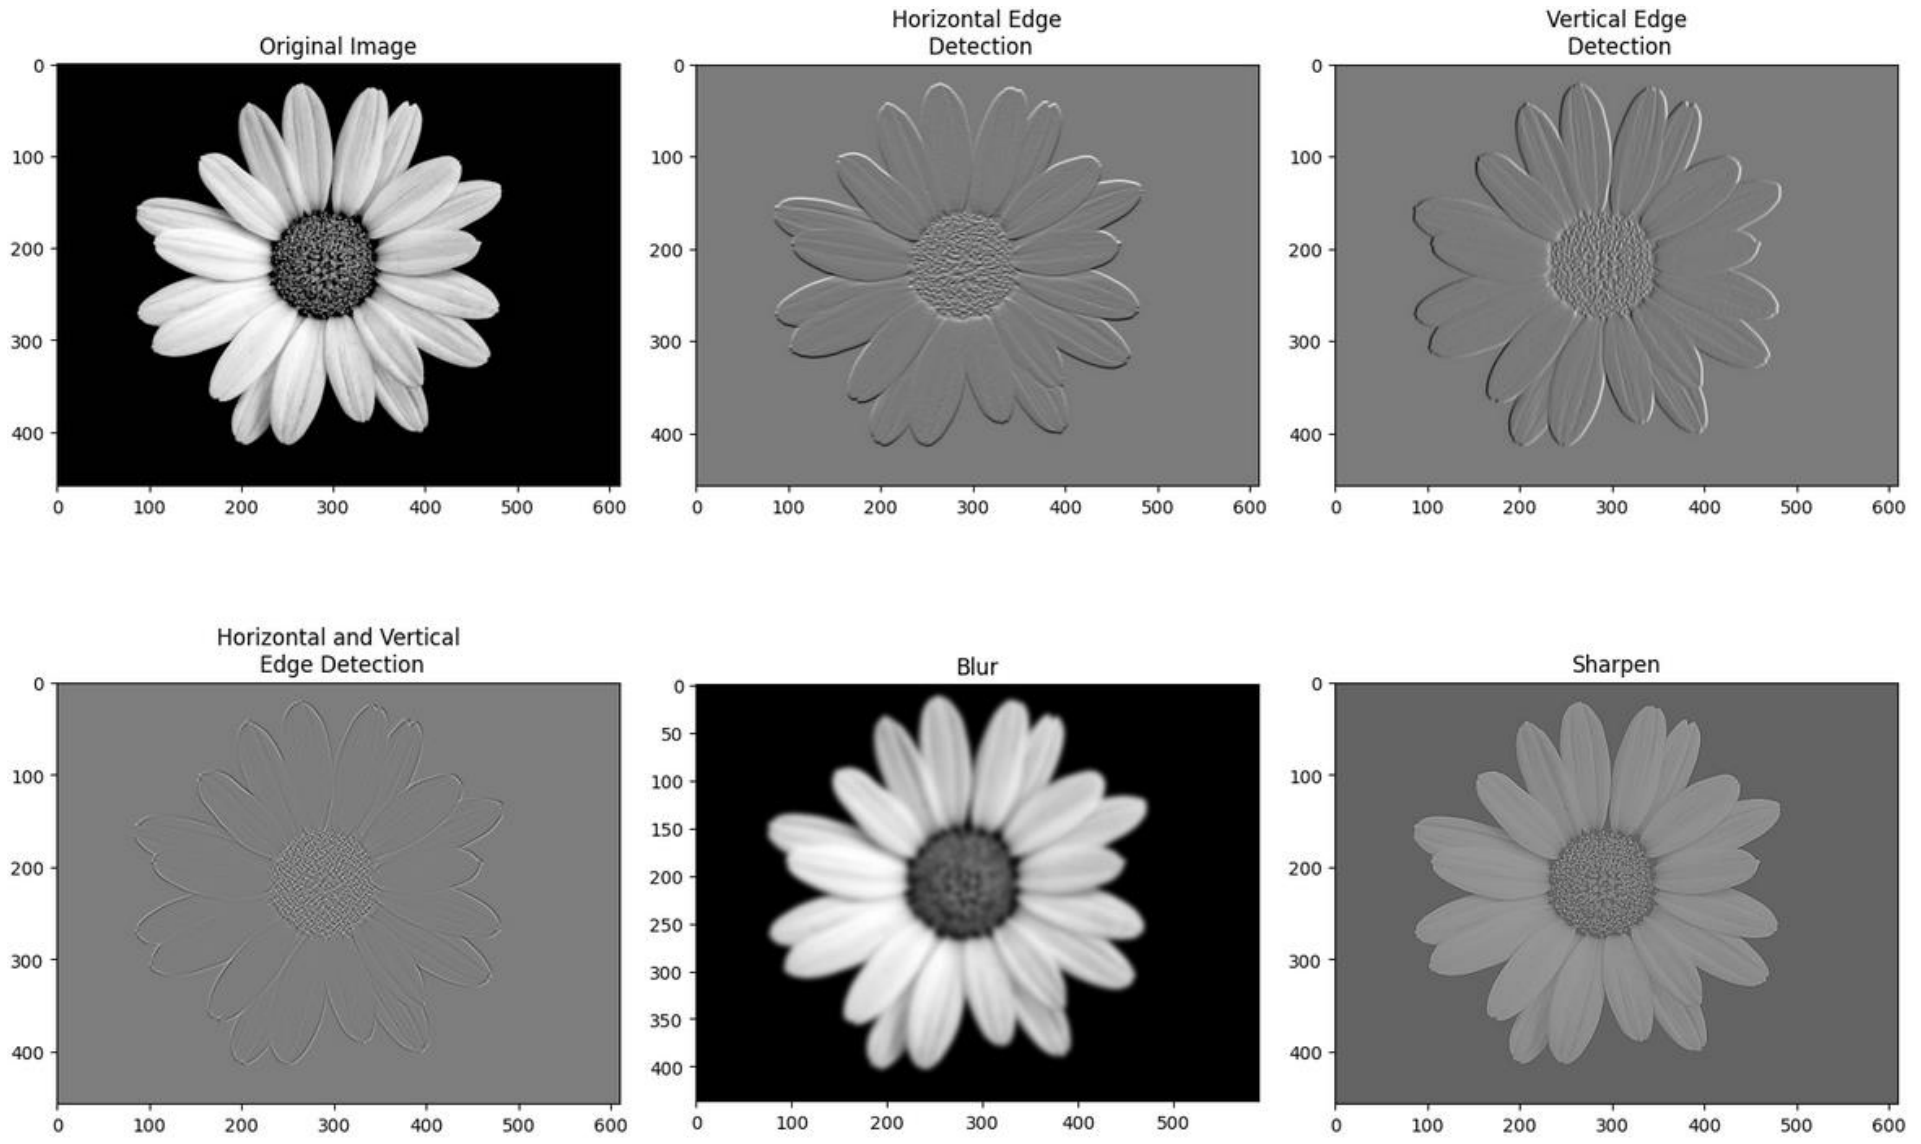 Original Image
0
100
200
300
400
0 100 200 300 400 500 600
Horizontal Edge
Detection
0
100
200
300
400
0 100 200 300 400 500 600
Vertical Edge
Detection
0
100
200
300
400
0 100 200 300 400 500 600
Horizontal and Vertical
Edge Detection
0
100
200
300
400
0 100 200 300 400 500 600
Blur
0
50
100
150
200
250
300
350
400
0 100 200 300 400 500
Sharpen
0
100
200
300
400
0 100 200 300 400 500 600